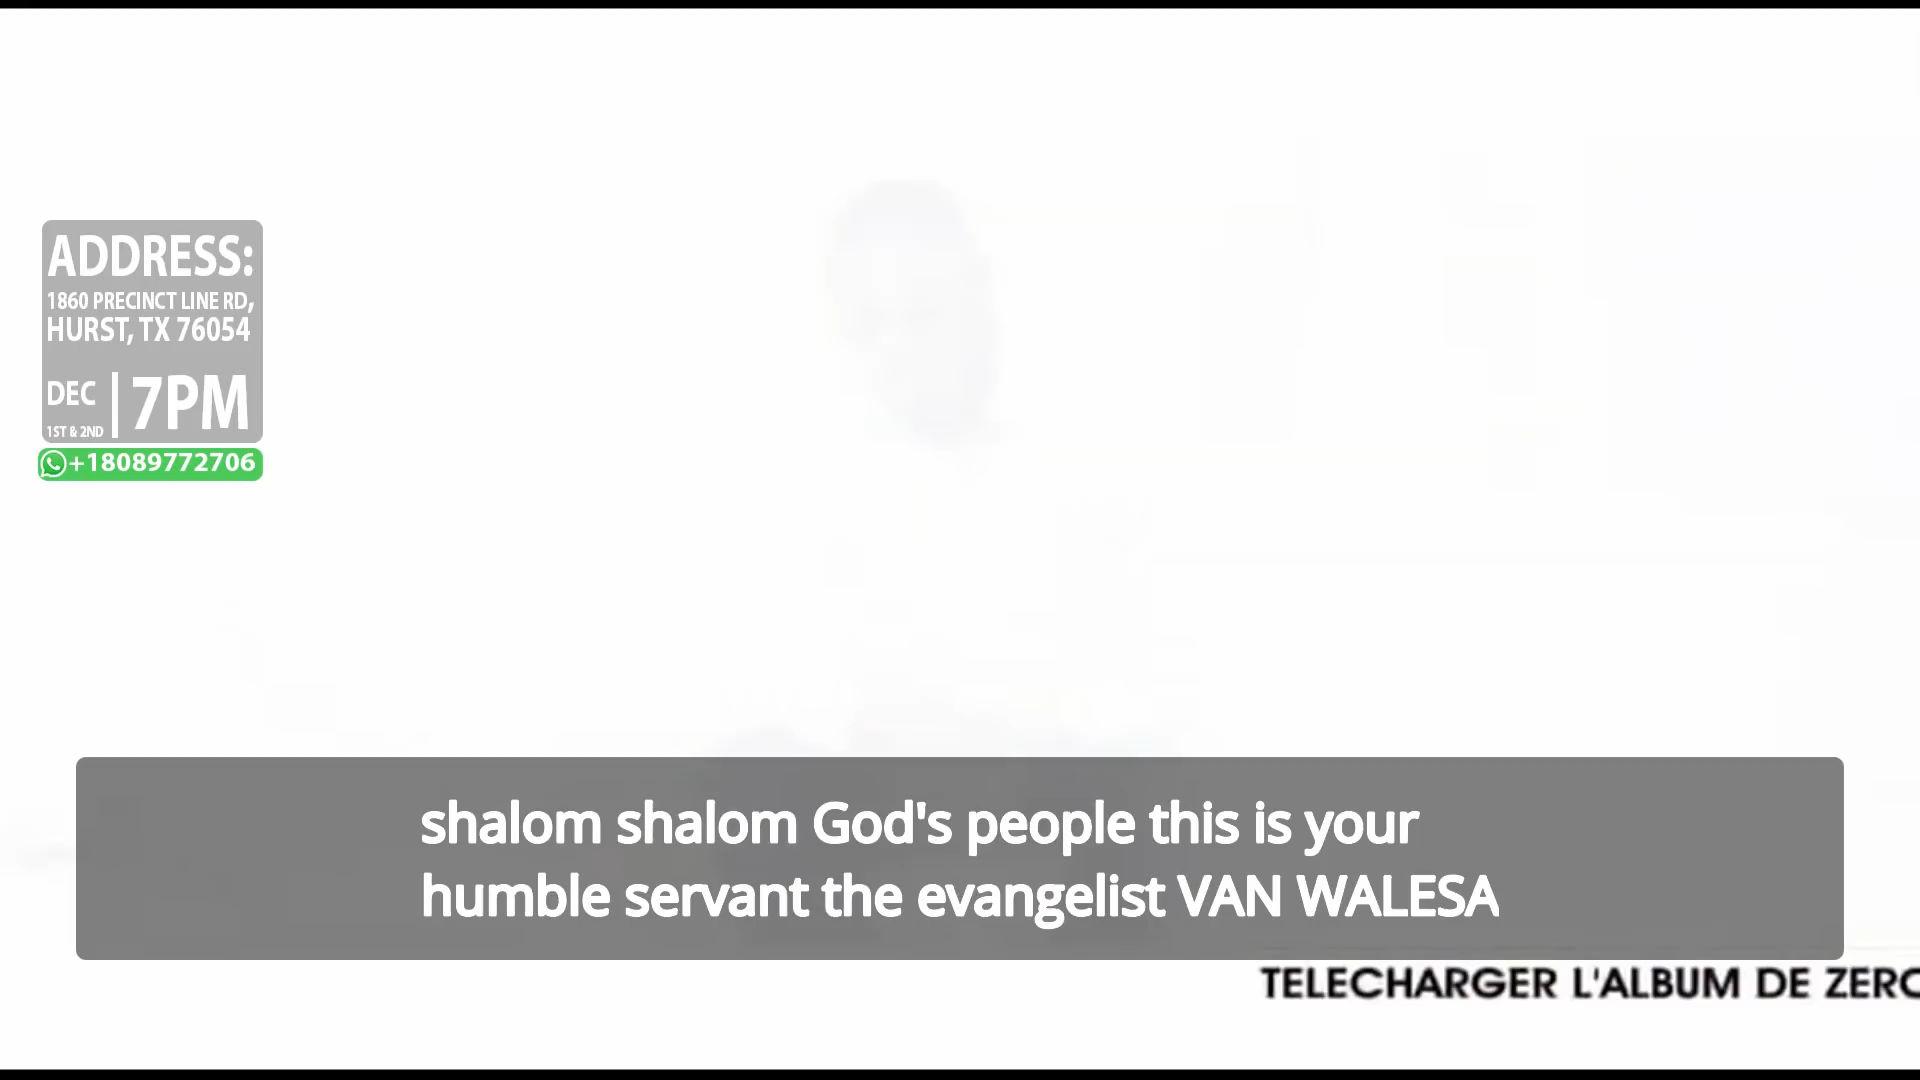 ADDRESS:
1860 PRECINCT LINE RD,
HURST, TX 76054
DEC
1ST & 2ND
7PM
+18089772706
shalom shalom God's people this is your
humble servant the evangelist VAN WALESA
TELECHARGER L'ALBUM DE ZERO